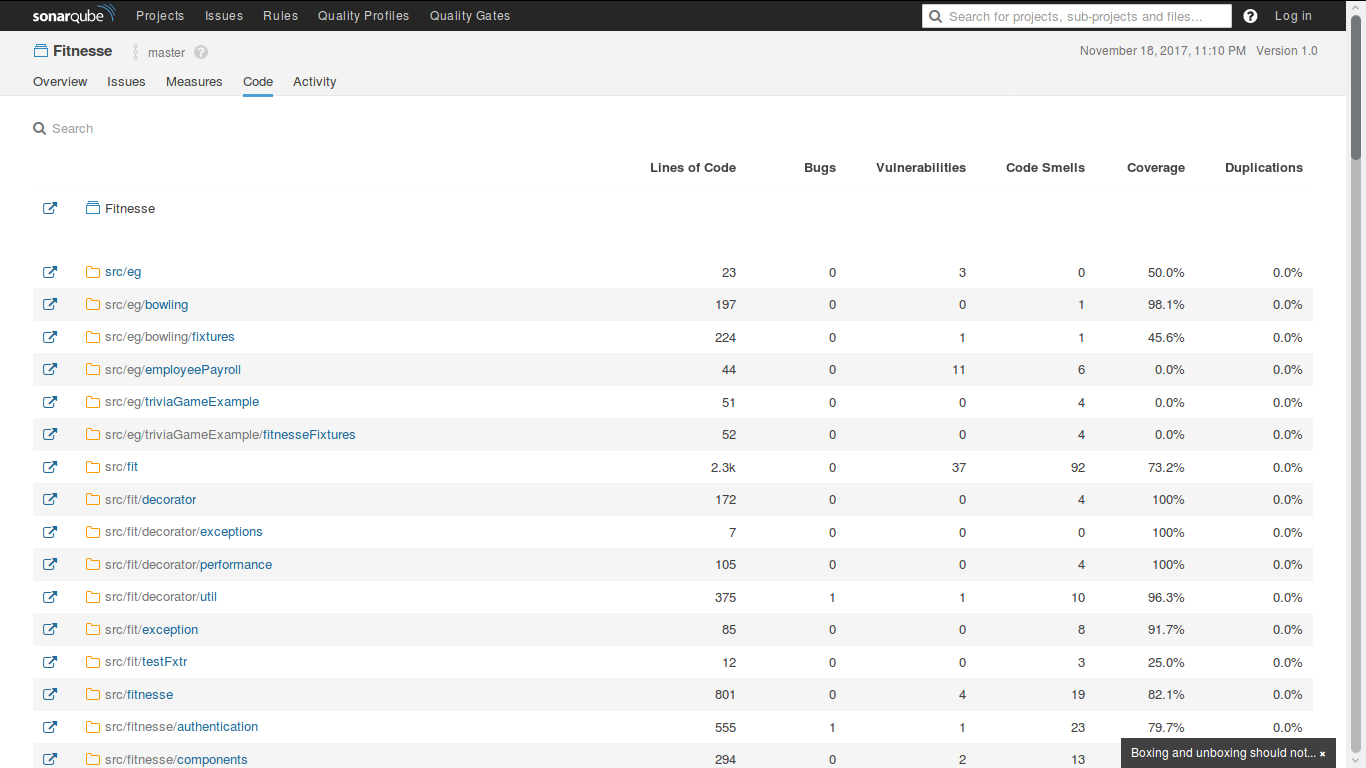 sonarqube Projects Issues Rules Quality Profiles Quality Gates Search for projects, sub-projects and files... ? Log in
Fitnesse master ? November 18, 2017, 11:10 PM Version 1.0
Overview Issues Measures Code Activity
Search
Lines of Code Bugs Vulnerabilities Code Smells Coverage Duplications
Fitnesse
src/eg 23 0 3 0 50.0% 0.0%
src/eg/bowling 197 0 0 1 98.1% 0.0%
src/eg/bowling/fixtures 224 0 1 1 45.6% 0.0%
src/eg/employeePayroll 44 0 11 6 0.0% 0.0%
src/eg/triviaGameExample 51 0 0 4 0.0% 0.0%
src/eg/triviaGameExample/fitnesseFixtures 52 0 0 4 0.0% 0.0%
src/fit 2.3k 0 37 92 73.2% 0.0%
src/fit/decorator 172 0 0 4 100% 0.0%
src/fit/decorator/exceptions 7 0 0 0 100% 0.0%
src/fit/decorator/performance 105 0 0 4 100% 0.0%
src/fit/decorator/util 375 1 1 10 96.3% 0.0%
src/fit/exception 85 0 0 8 91.7% 0.0%
src/fit/testFxtr 12 0 0 3 25.0% 0.0%
src/fitnesse 801 0 4 19 82.1% 0.0%
src/fitnesse/authentication 555 1 1 23 79.7% 0.0%
src/fitnesse/components 294 0 2 13
Boxing and unboxing should not... ×